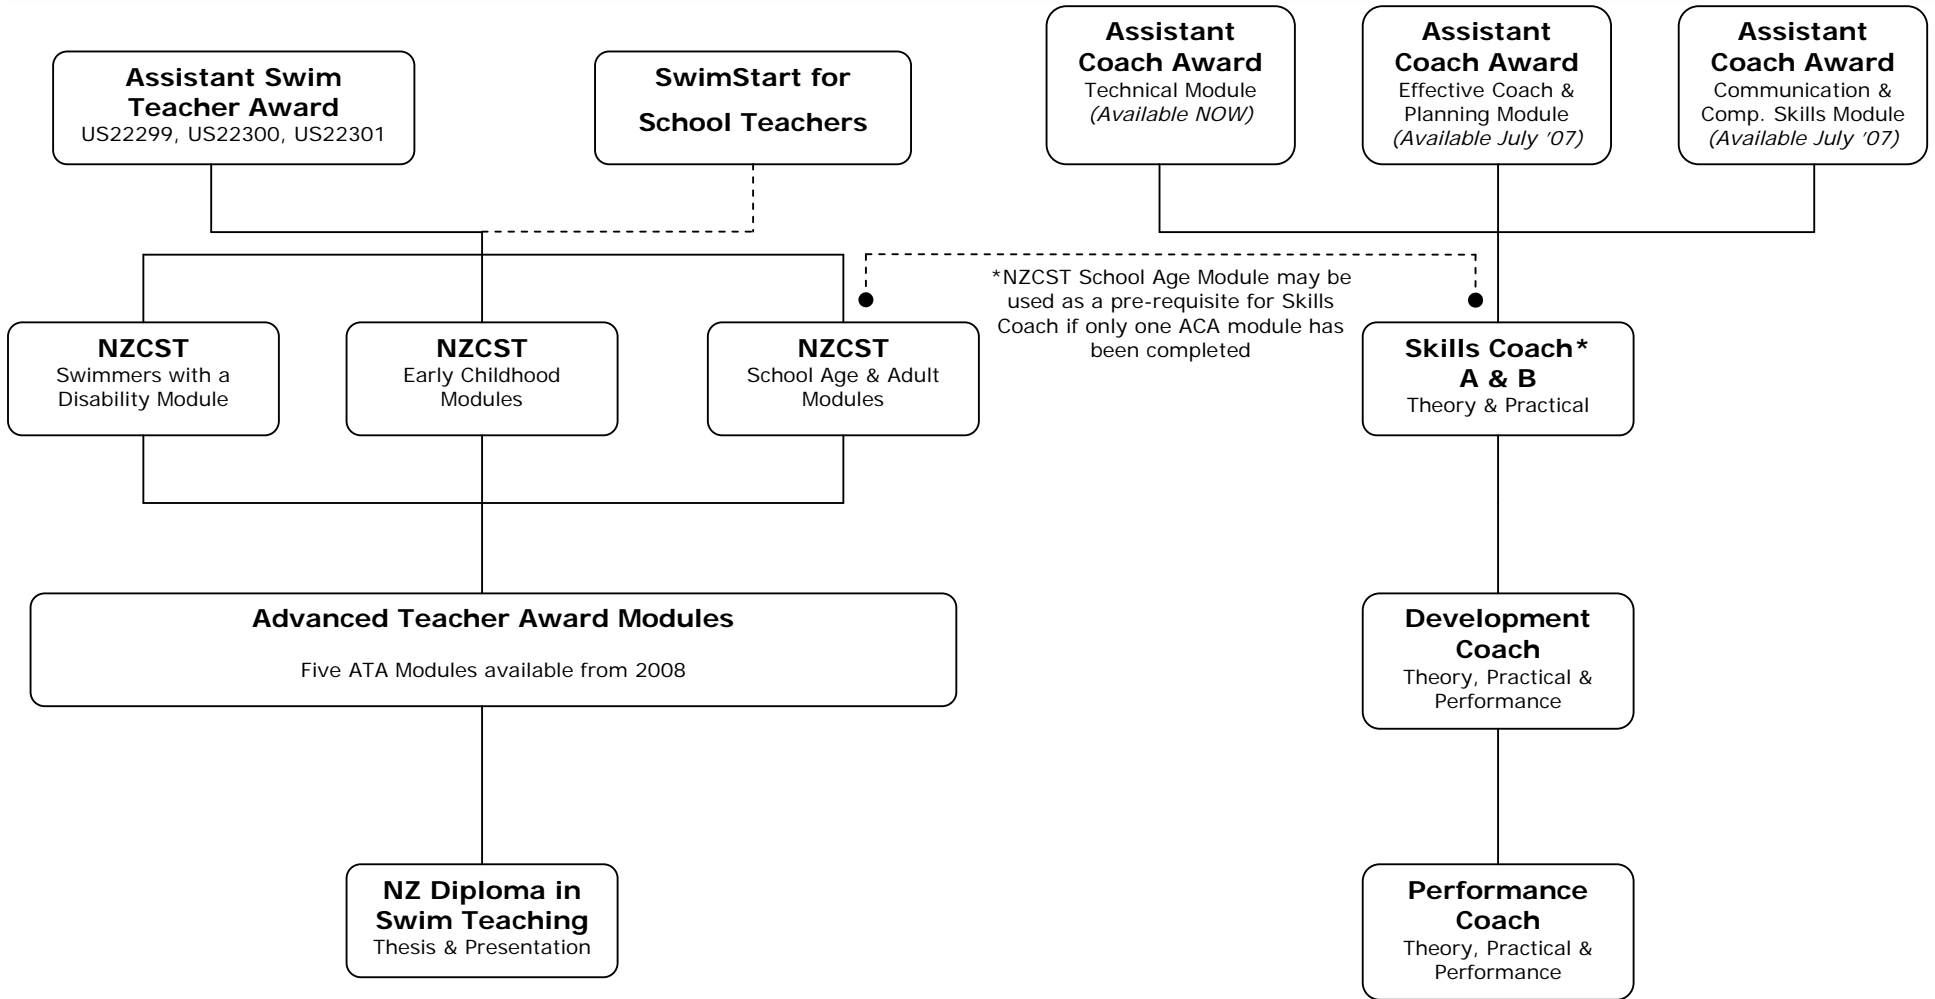 Assistant Swim
Teacher Award
US22299, US22300, US22301
SwimStart for
School Teachers
Assistant
Coach Award
Technical Module
(Available NOW)
Assistant
Coach Award
Effective Coach &
Planning Module
(Available July '07)
Assistant
Coach Award
Communication &
Comp. Skills Module
(Available July '07)
*NZCST School Age Module may be
used as a pre-requisite for Skills
Coach if only one ACA module has
been completed
NZCST
Swimmers with a
Disability Module
NZCST
Early Childhood
Modules
NZCST
School Age & Adult
Modules
Skills Coach*
A & B
Theory & Practical
Advanced Teacher Award Modules
Five ATA Modules available from 2008
Development
Coach
Theory, Practical &
Performance
NZ Diploma in
Swim Teaching
Thesis & Presentation
Performance
Coach
Theory, Practical &
Performance